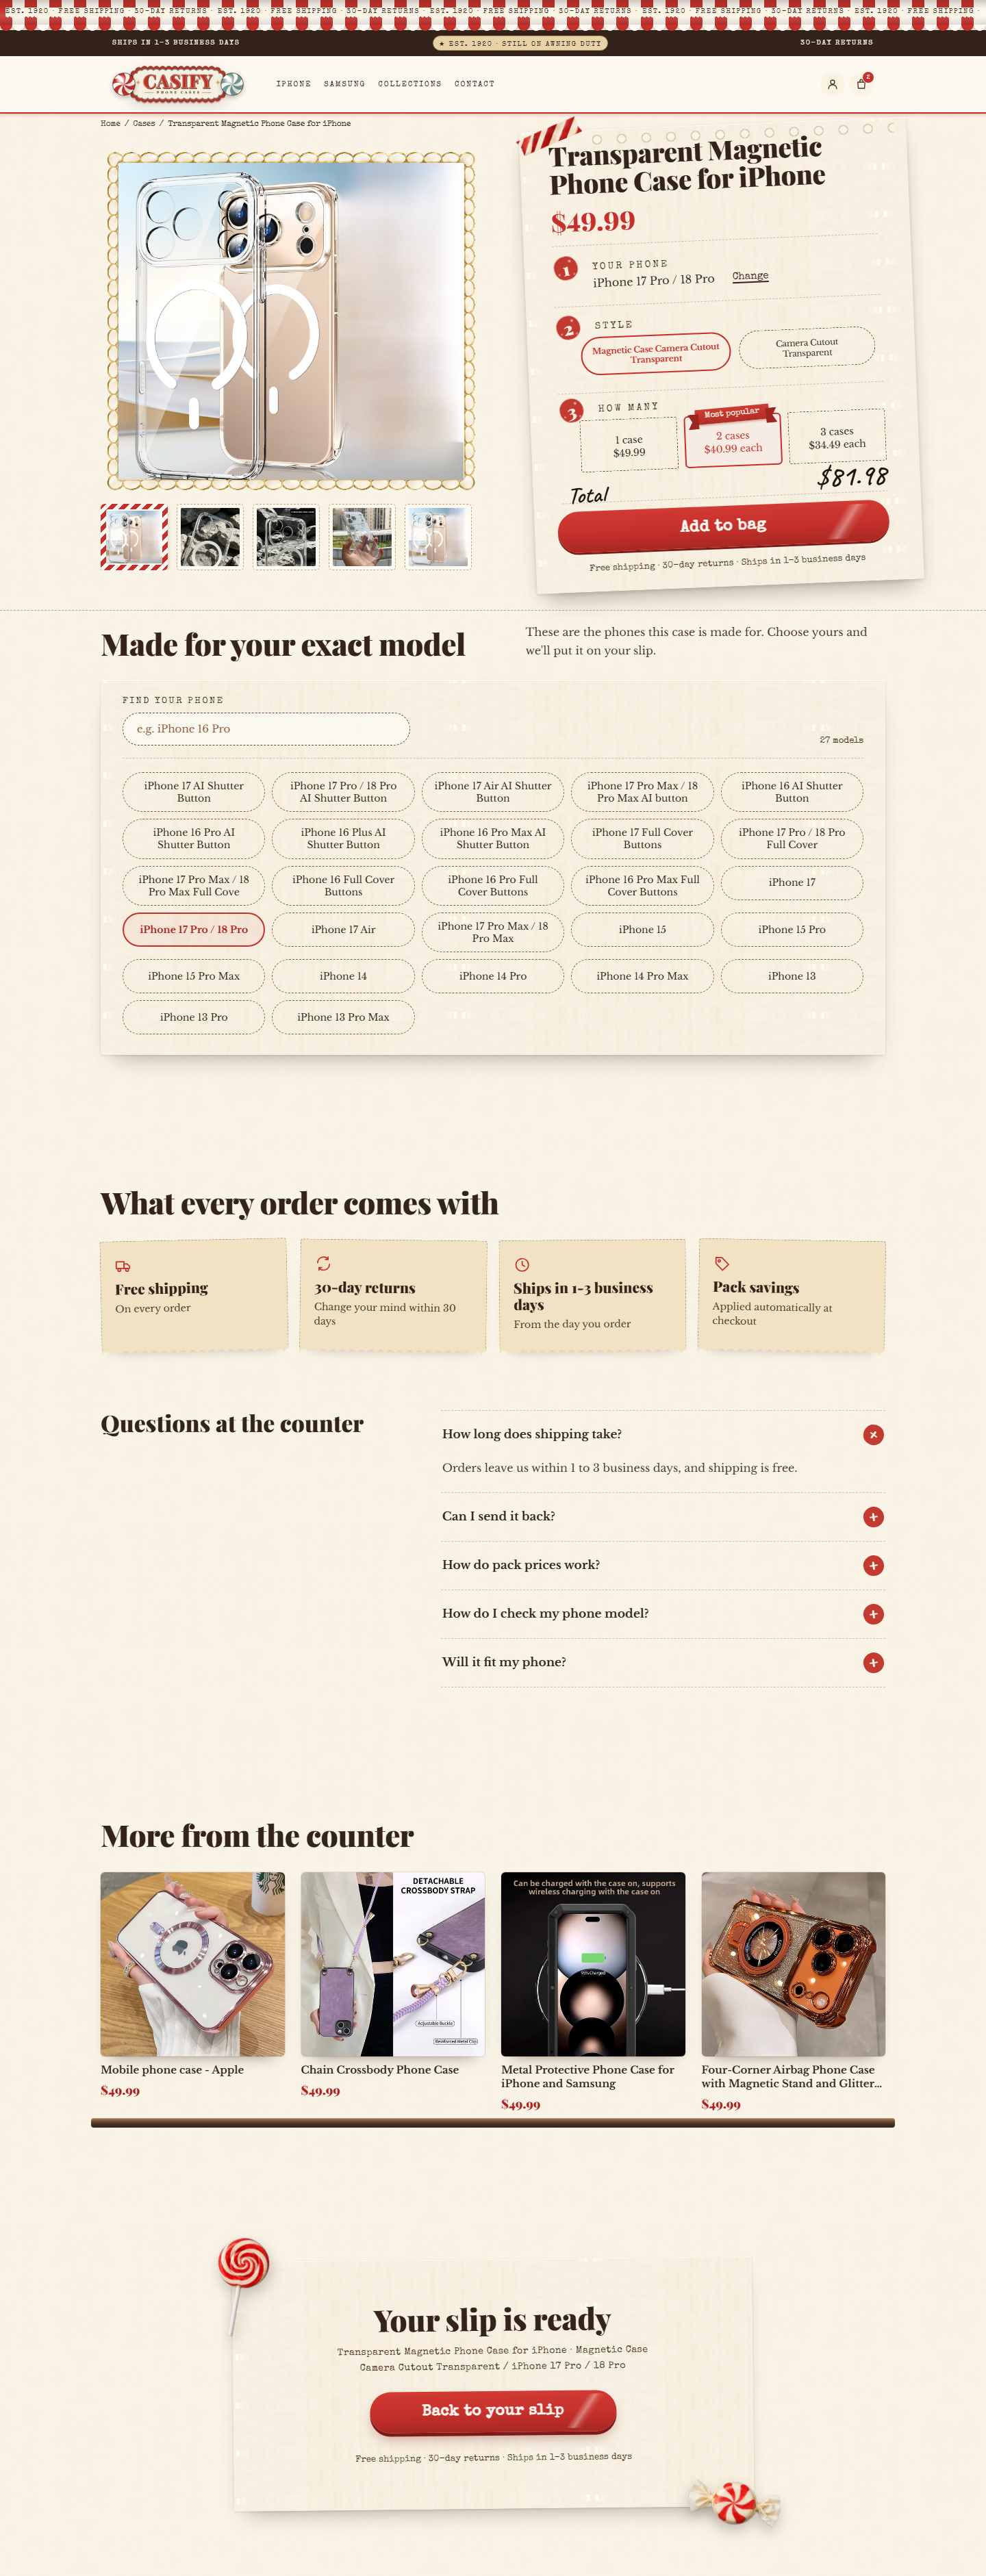 EST. 1920 · FREE SHIPPING · 30-DAY RETURNS · EST. 1920 · FREE SHIPPING · 30-DAY RETURNS · EST. 1920 · FREE SHIPPING · 30-DAY RETURNS · EST. 1920 · FREE SHIPPING · 30-DAY RETURNS · EST. 1920 · FREE SHIPPING ·
SHIPS IN 1-3 BUSINESS DAYS
★ EST. 1920 · STILL ON AWNING DUTY
30-DAY RETURNS
CASIFY
PHONE CASES
IPHONE SAMSUNG COLLECTIONS CONTACT
2
Home / Cases / Transparent Magnetic Phone Case for iPhone
Transparent Magnetic
Phone Case for iPhone
$49.99
1 YOUR PHONE
iPhone 17 Pro / 18 Pro Change
2 STYLE
Magnetic Case Camera Cutout
Transparent
Camera Cutout
Transparent
3 HOW MANY
1 case
$49.99
Most popular
2 cases
$40.99 each
3 cases
$34.49 each
Total $81.98
Add to bag
Free shipping · 30-day returns · Ships in 1-3 business days
Made for your exact model
These are the phones this case is made for. Choose yours and
we'll put it on your slip.
FIND YOUR PHONE
e.g. iPhone 16 Pro
27 models
iPhone 17 AI Shutter
Button
iPhone 17 Pro / 18 Pro
AI Shutter Button
iPhone 17 Air AI Shutter
Button
iPhone 17 Pro Max / 18
Pro Max AI button
iPhone 16 AI Shutter
Button
iPhone 16 Pro AI
Shutter Button
iPhone 16 Plus AI
Shutter Button
iPhone 16 Pro Max AI
Shutter Button
iPhone 17 Full Cover
Buttons
iPhone 17 Pro / 18 Pro
Full Cover
iPhone 17 Pro Max / 18
Pro Max Full Cove
iPhone 16 Full Cover
Buttons
iPhone 16 Pro Full
Cover Buttons
iPhone 16 Pro Max Full
Cover Buttons
iPhone 17
iPhone 17 Pro / 18 Pro
iPhone 17 Air
iPhone 17 Pro Max / 18
Pro Max
iPhone 15
iPhone 15 Pro
iPhone 15 Pro Max
iPhone 14
iPhone 14 Pro
iPhone 14 Pro Max
iPhone 13
iPhone 13 Pro
iPhone 13 Pro Max
What every order comes with
Free shipping
On every order
30-day returns
Change your mind within 30
days
Ships in 1-3 business
days
From the day you order
Pack savings
Applied automatically at
checkout
Questions at the counter
How long does shipping take?
Orders leave us within 1 to 3 business days, and shipping is free.
Can I send it back?
How do pack prices work?
How do I check my phone model?
Will it fit my phone?
More from the counter
DETACHABLE
CROSSBODY STRAP
Adjustable Buckle
Reinforced Metal Clip
Can be charged with the case on, supports
wireless charging with the case on
Mobile phone case - Apple
$49.99
Chain Crossbody Phone Case
$49.99
Metal Protective Phone Case for
iPhone and Samsung
$49.99
Four-Corner Airbag Phone Case
with Magnetic Stand and Glitter...
$49.99
Your slip is ready
Transparent Magnetic Phone Case for iPhone · Magnetic Case
Camera Cutout Transparent / iPhone 17 Pro / 18 Pro
Back to your slip
Free shipping · 30-day returns · Ships in 1-3 business days